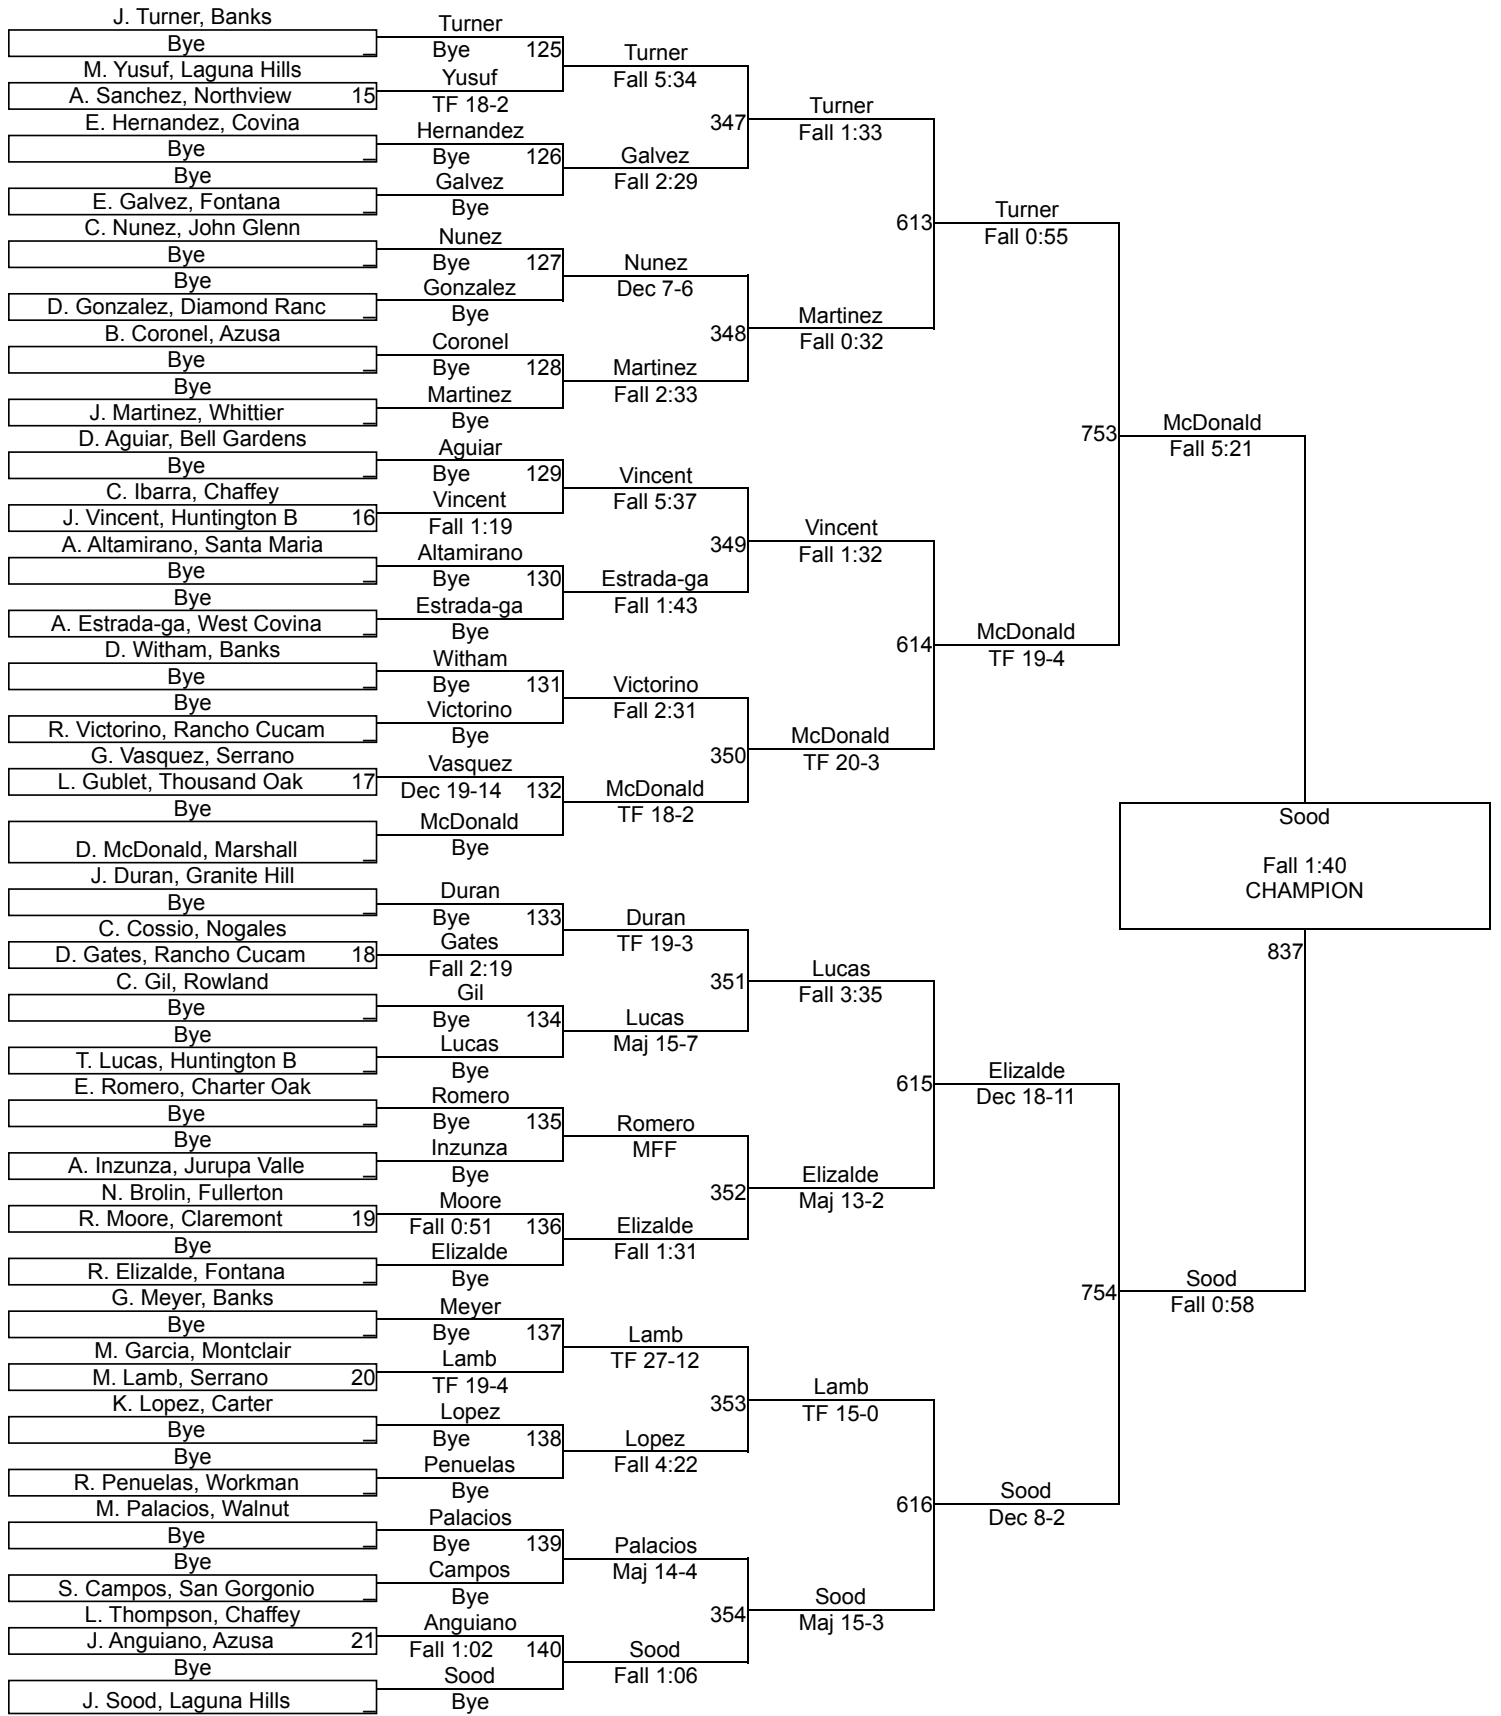 J. Turner, Banks
Bye
M. Yusuf, Laguna Hills
A. Sanchez, Northview 15
E. Hernandez, Covina
Bye
Bye
E. Galvez, Fontana
C. Nunez, John Glenn
Bye
Bye
D. Gonzalez, Diamond Ranc
B. Coronel, Azusa
Bye
Bye
J. Martinez, Whittier
D. Aguiar, Bell Gardens
Bye
C. Ibarra, Chaffey
J. Vincent, Huntington B 16
A. Altamirano, Santa Maria
Bye
Bye
A. Estrada-ga, West Covina
D. Witham, Banks
Bye
Bye
R. Victorino, Rancho Cucam
G. Vasquez, Serrano
L. Gublet, Thousand Oak 17
Bye
D. McDonald, Marshall
J. Duran, Granite Hill
Bye
C. Cossio, Nogales
D. Gates, Rancho Cucam 18
C. Gil, Rowland
Bye
Bye
T. Lucas, Huntington B
E. Romero, Charter Oak
Bye
Bye
A. Inzunza, Jurupa Valle
N. Brolin, Fullerton
R. Moore, Claremont 19
Bye
R. Elizalde, Fontana
G. Meyer, Banks
Bye
M. Garcia, Montclair
M. Lamb, Serrano 20
K. Lopez, Carter
Bye
Bye
R. Penuelas, Workman
M. Palacios, Walnut
Bye
Bye
S. Campos, San Gorgonio
L. Thompson, Chaffey
J. Anguiano, Azusa 21
Bye
J. Sood, Laguna Hills
Turner
Bye 125
Yusuf
TF 18-2
Hernandez
Bye 126
Galvez
Bye
Nunez
Bye 127
Gonzalez
Bye
Coronel
Bye 128
Martinez
Bye
Aguiar
Bye 129
Vincent
Fall 1:19
Altamirano
Bye 130
Estrada-ga
Bye
Witham
Bye 131
Victorino
Bye
Vasquez
Dec 19-14 132
McDonald
Bye
Duran
Bye 133
Gates
Fall 2:19
Gil
Bye 134
Lucas
Bye
Romero
Bye 135
Inzunza
Bye
Moore
Fall 0:51 136
Elizalde
Bye
Meyer
Bye 137
Lamb
TF 19-4
Lopez
Bye 138
Penuelas
Bye
Palacios
Bye 139
Campos
Bye
Anguiano
Fall 1:02 140
Sood
Bye
Turner
Fall 5:34
347
Galvez
Fall 2:29
Nunez
Dec 7-6
348
Martinez
Fall 2:33
Vincent
Fall 5:37
349
Estrada-ga
Fall 1:43
Victorino
Fall 2:31
350
McDonald
TF 18-2
Duran
TF 19-3
351
Lucas
Maj 15-7
Romero
MFF
352
Elizalde
Fall 1:31
Lamb
TF 27-12
353
Lopez
Fall 4:22
Palacios
Maj 14-4
354
Sood
Fall 1:06
Turner
Fall 1:33
613
Martinez
Fall 0:32
Vincent
Fall 1:32
614
McDonald
TF 20-3
Lucas
Fall 3:35
615
Elizalde
Maj 13-2
Lamb
TF 15-0
616
Sood
Maj 15-3
Turner
Fall 0:55
753
McDonald
TF 19-4
Elizalde
Dec 18-11
754
Sood
Dec 8-2
McDonald
Fall 5:21
Sood
Fall 1:40
CHAMPION
837
Sood
Fall 0:58